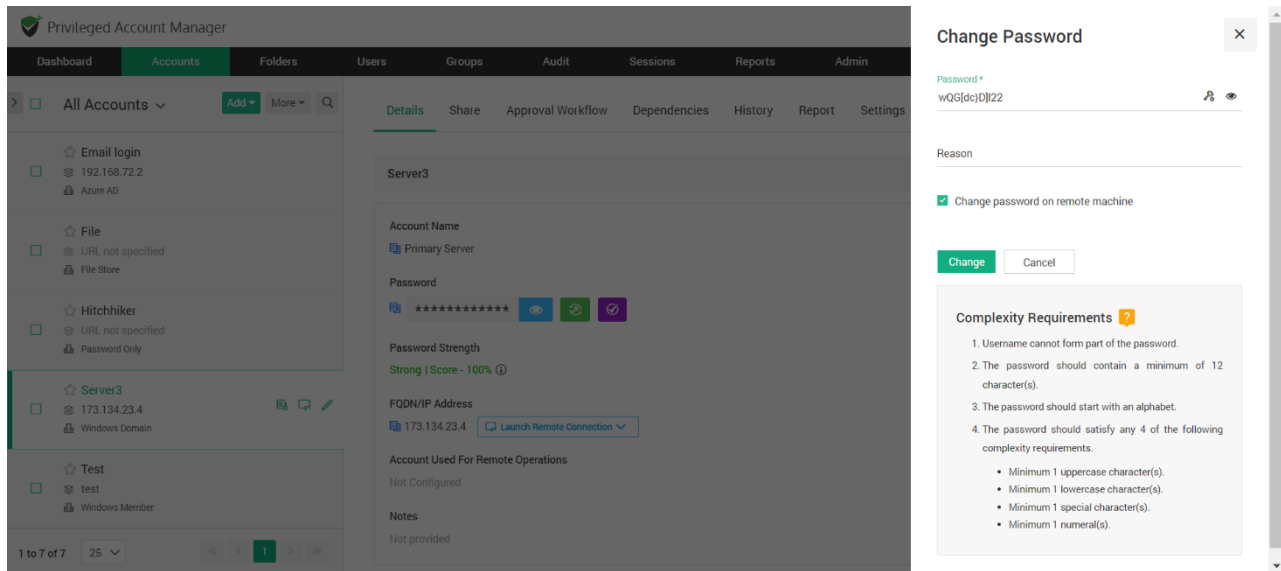 Privileged Account Manager
Dashboard Accounts Folders Users Groups Audit Sessions Reports Admin
All Accounts
Add More
Email login
192.168.72.2
Azure AD
File
URL not specified
File Store
Hitchhiker
URL not specified
Password Only
Server3
173.134.23.4
Windows Domain
Test
test
Windows Member
1 to 7 of 7 25 « < 1 > »
Details Share Approval Workflow Dependencies History Report Settings
Server3
Account Name
Primary Server
Password
************
Password Strength
Strong | Score - 100%
FQDN/IP Address
173.134.23.4 Launch Remote Connection
Account Used For Remote Operations
Not Configured
Notes
Not provided
Change Password
Password *
Reason
Change password on remote machine
Change Cancel
Complexity Requirements ?
1. Username cannot form part of the password.
2. The password should contain a minimum of 12
character(s).
3. The password should start with an alphabet.
4. The password should satisfy any 4 of the following
complexity requirements.
• Minimum 1 uppercase character(s).
• Minimum 1 lowercase character(s).
• Minimum 1 special character(s).
• Minimum 1 numeral(s).